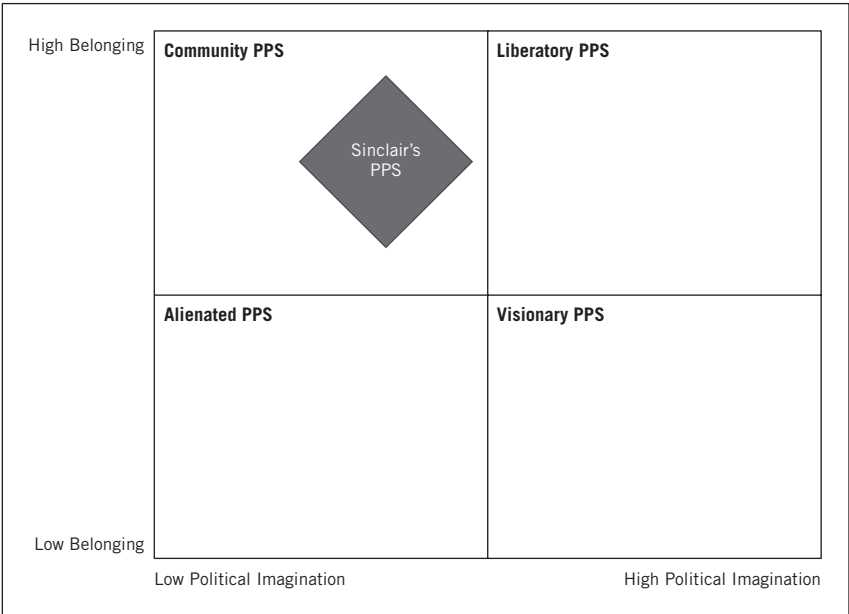 High Belonging
Community PPS
Liberatory PPS
Sinclair's
PPS
Alienated PPS
Visionary PPS
Low Belonging
Low Political Imagination
High Political Imagination